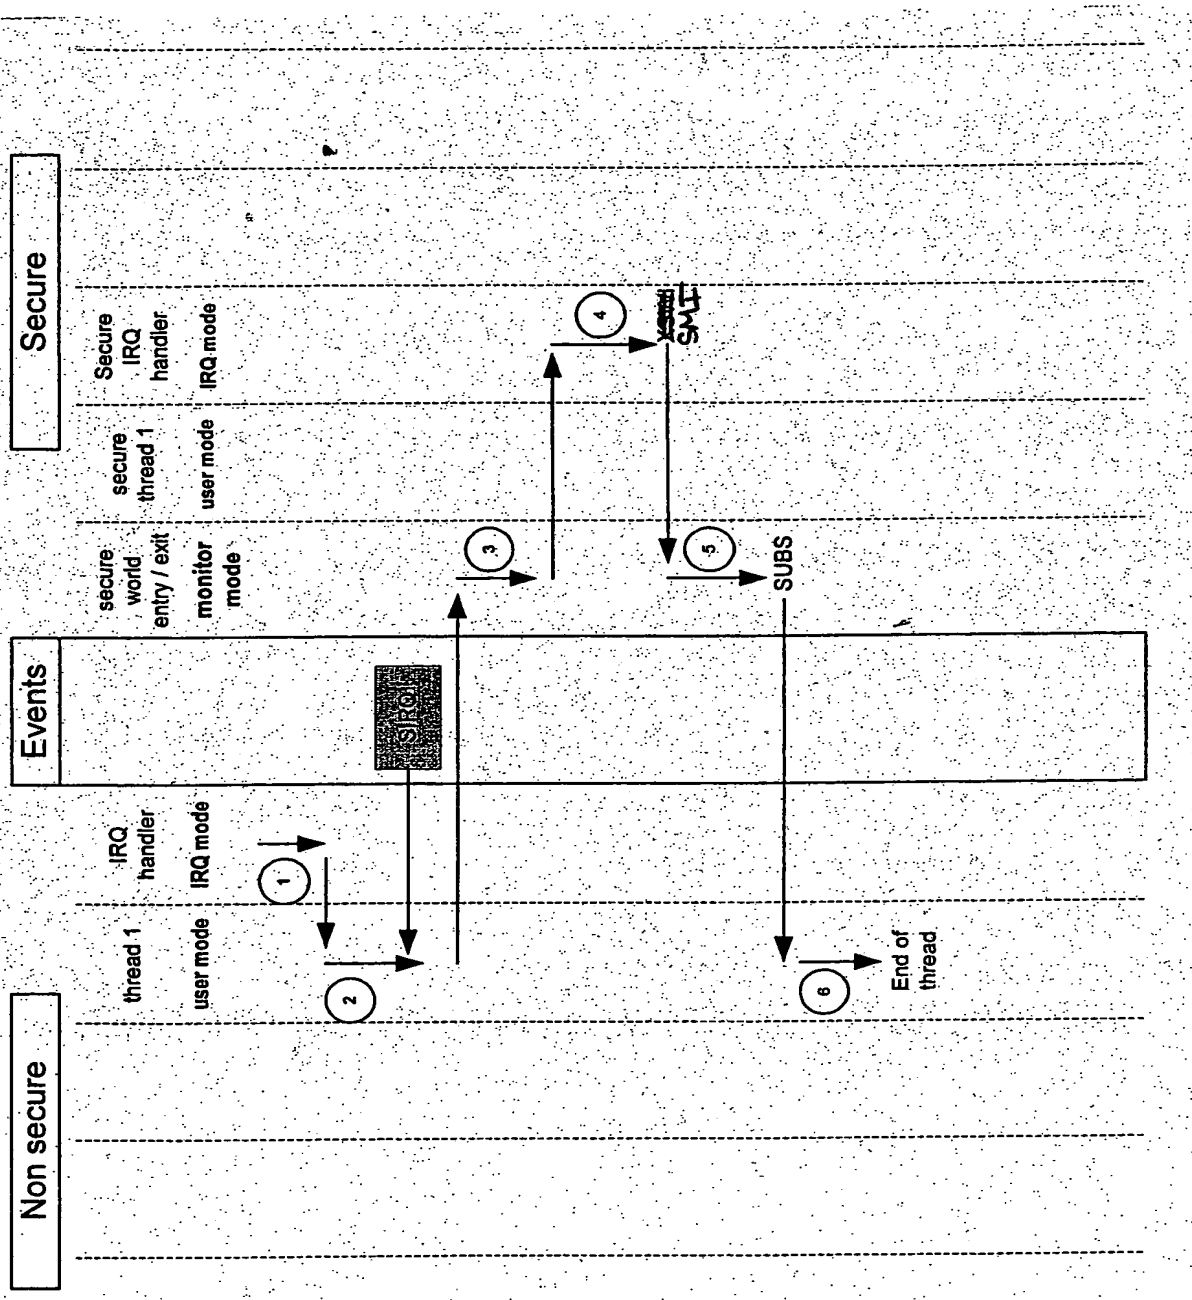 Non secure
Events
Secure
thread 1
user mode
IRQ
handler
IRQ mode
secure
world
entry / exit
monitor
mode
secure
thread 1
user mode
Secure
IRQ
handler
IRQ mode
1
2
SIRQ
3
4
SMI
5
SUBS
6
End of
thread